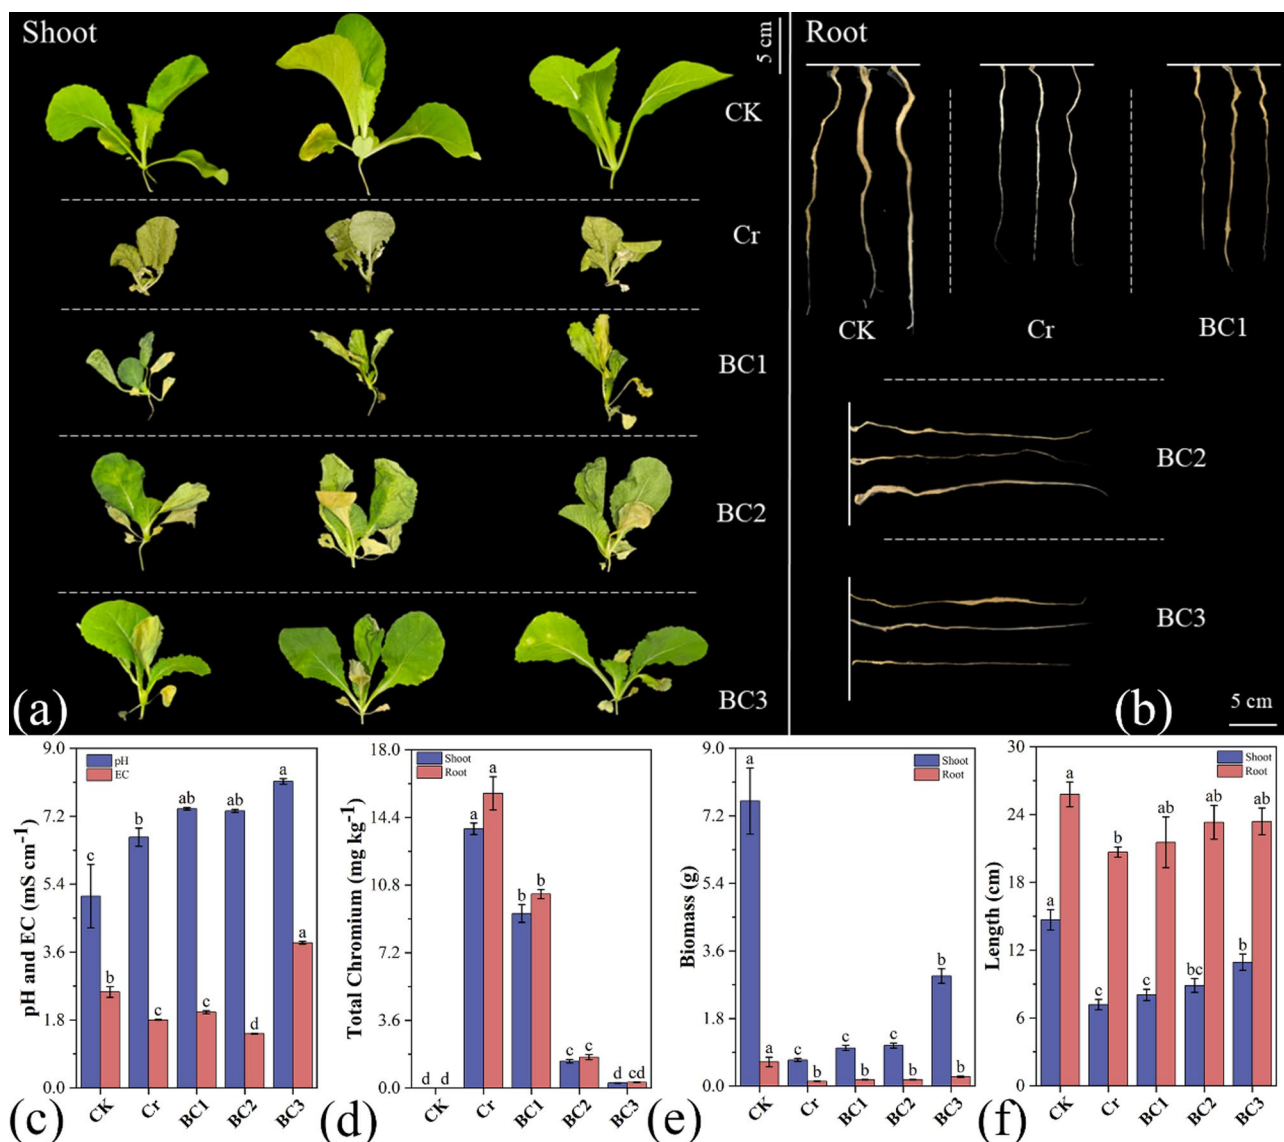 Shoot
5 cm
CK
Cr
BC1
BC2
BC3
(a)
Root
CK
Cr
BC1
BC2
BC3
5 cm
(b)
pH and EC (mS cm⁻¹)
9.0
7.2
5.4
3.6
1.8
0.0
pH
EC
c
b
b
c
ab
c
ab
d
a
a
CK
Cr
BC1
BC2
BC3
(c)
Total Chromium (mg kg⁻¹)
18.0
14.4
10.8
7.2
3.6
0.0
Shoot
Root
d
d
a
a
b
b
c
c
d
cd
CK
Cr
BC1
BC2
BC3
(d)
Biomass (g)
9.0
7.2
5.4
3.6
1.8
0.0
Shoot
Root
a
a
c
b
c
b
c
b
b
b
CK
Cr
BC1
BC2
BC3
(e)
Length (cm)
30
24
18
12
6
0
Shoot
Root
a
a
c
b
c
ab
bc
ab
b
ab
CK
Cr
BC1
BC2
BC3
(f)